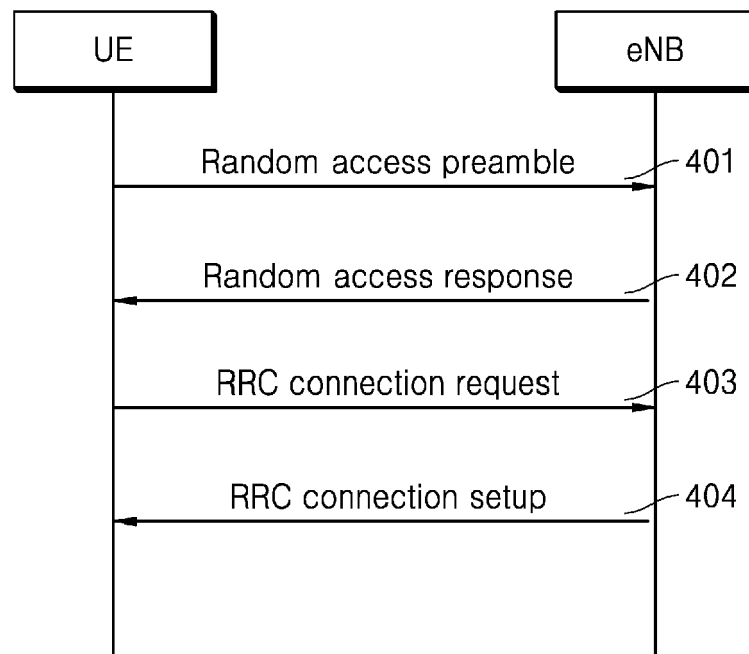 UE
eNB
Random access preamble
401
Random access response
402
RRC connection request
403
RRC connection setup
404